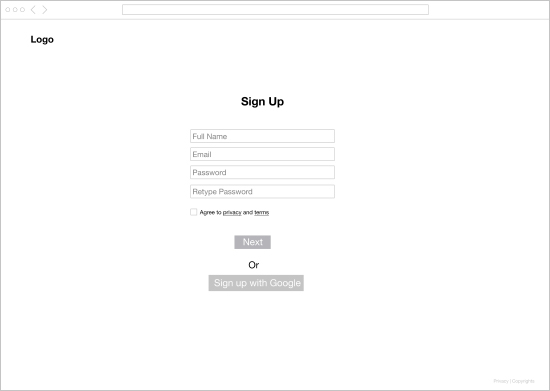 Logo
Sign Up
Full Name
Email
Password
Retype Password
Agree to privacy and terms
Next
Or
Sign up with Google
Privacy | Copyrights